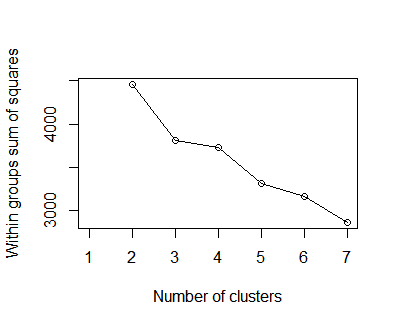 Within groups sum of squares
4000
3000
1 2 3 4 5 6 7
Number of clusters